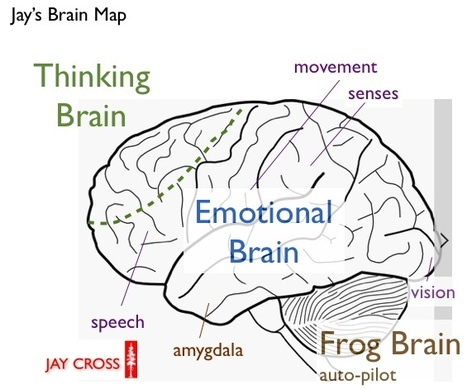 Jay's Brain Map
Thinking
Brain
movement
senses
Emotional
Brain
vision
speech
amygdala
Frog Brain
auto-pilot
JAY CROSS